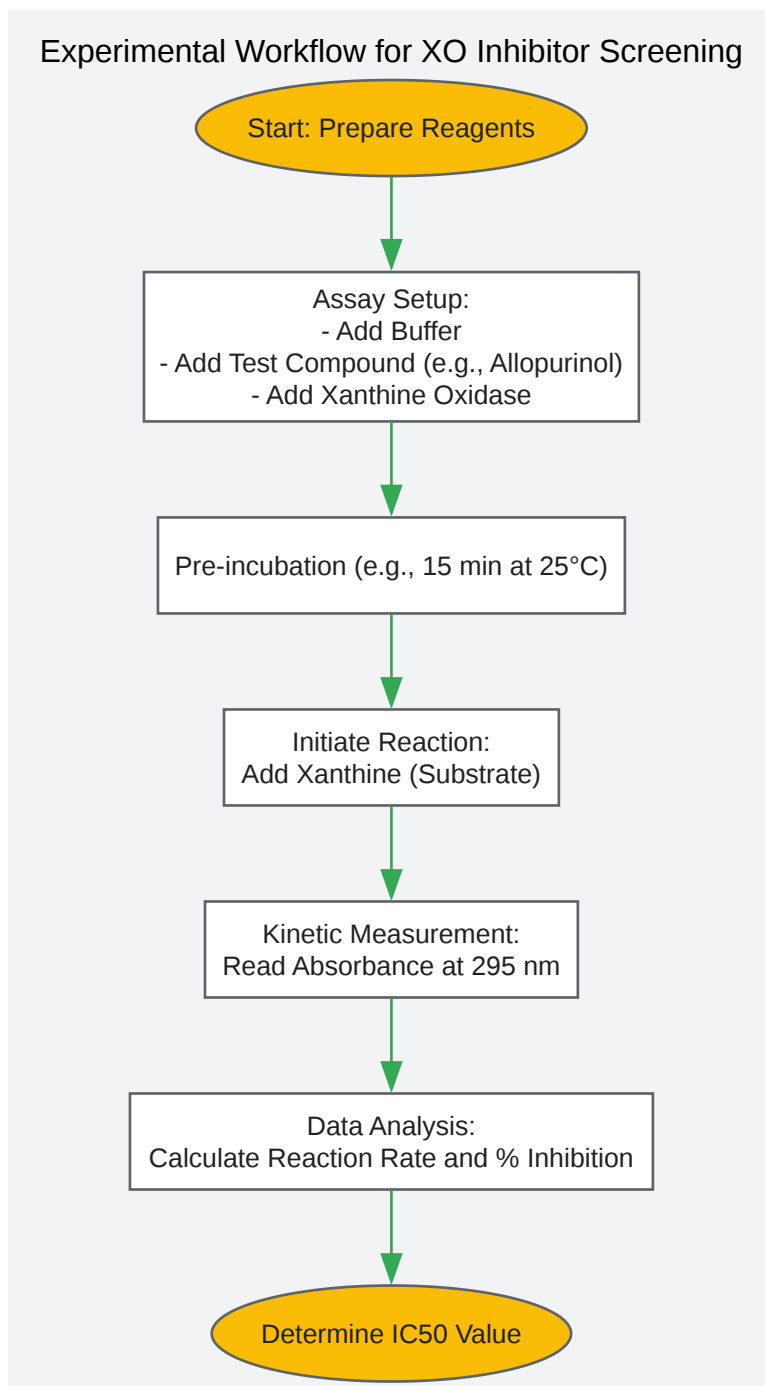 Experimental Workflow for XO Inhibitor Screening
Start: Prepare Reagents
Assay Setup:
- Add Buffer
- Add Test Compound (e.g., Allopurinol)
- Add Xanthine Oxidase
Pre-incubation (e.g., 15 min at 25°C)
Initiate Reaction:
Add Xanthine (Substrate)
Kinetic Measurement:
Read Absorbance at 295 nm
Data Analysis:
Calculate Reaction Rate and % Inhibition
Determine IC50 Value